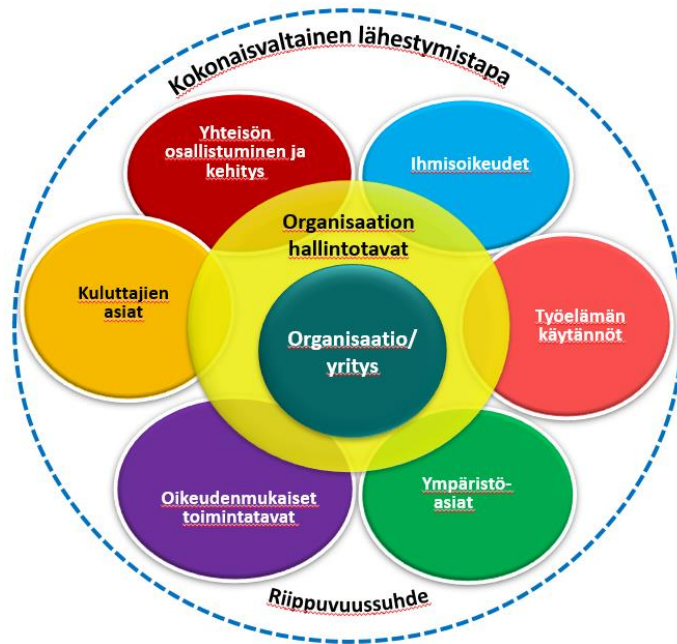 Kokonaisvaltainen lähestymistapa
Yhteisön
osallistuminen ja
kehitys
Ihmisoikeudet
Organisaation
hallintotavat
Kuluttajien
asiat
Organisaatio/
yritys
Työelämän
käytännöt
Oikeudenmukaiset
toimintatavat
Ympäristö-
asiat
Riippuvuussuhde